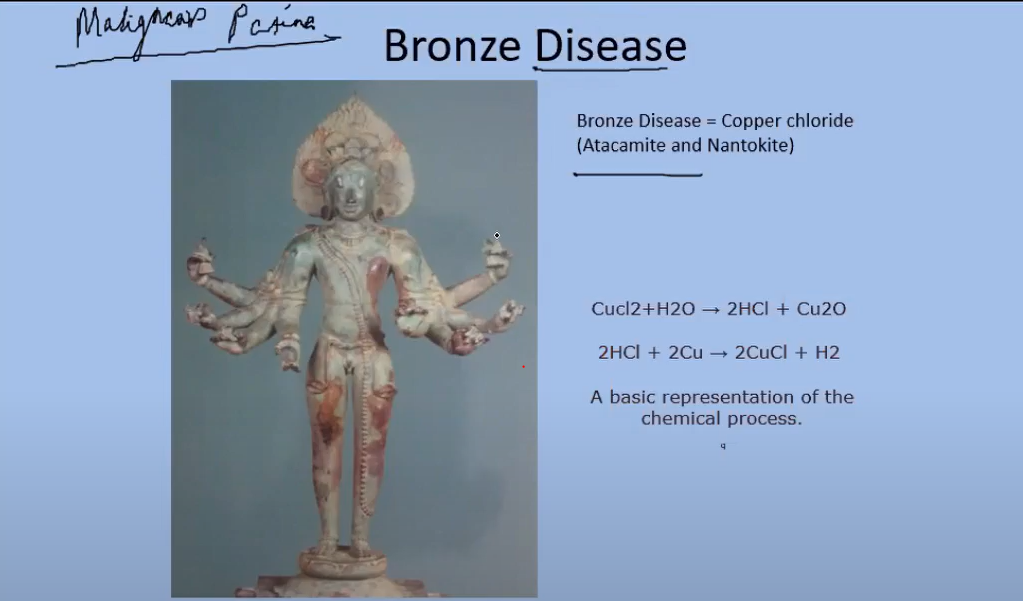 Malignant Patina
Bronze Disease
Bronze Disease = Copper chloride
(Atacamite and Nantokite)
Cucl2+H2O → 2HCl + Cu2O
2HCl + 2Cu → 2CuCl + H2
A basic representation of the
chemical process.